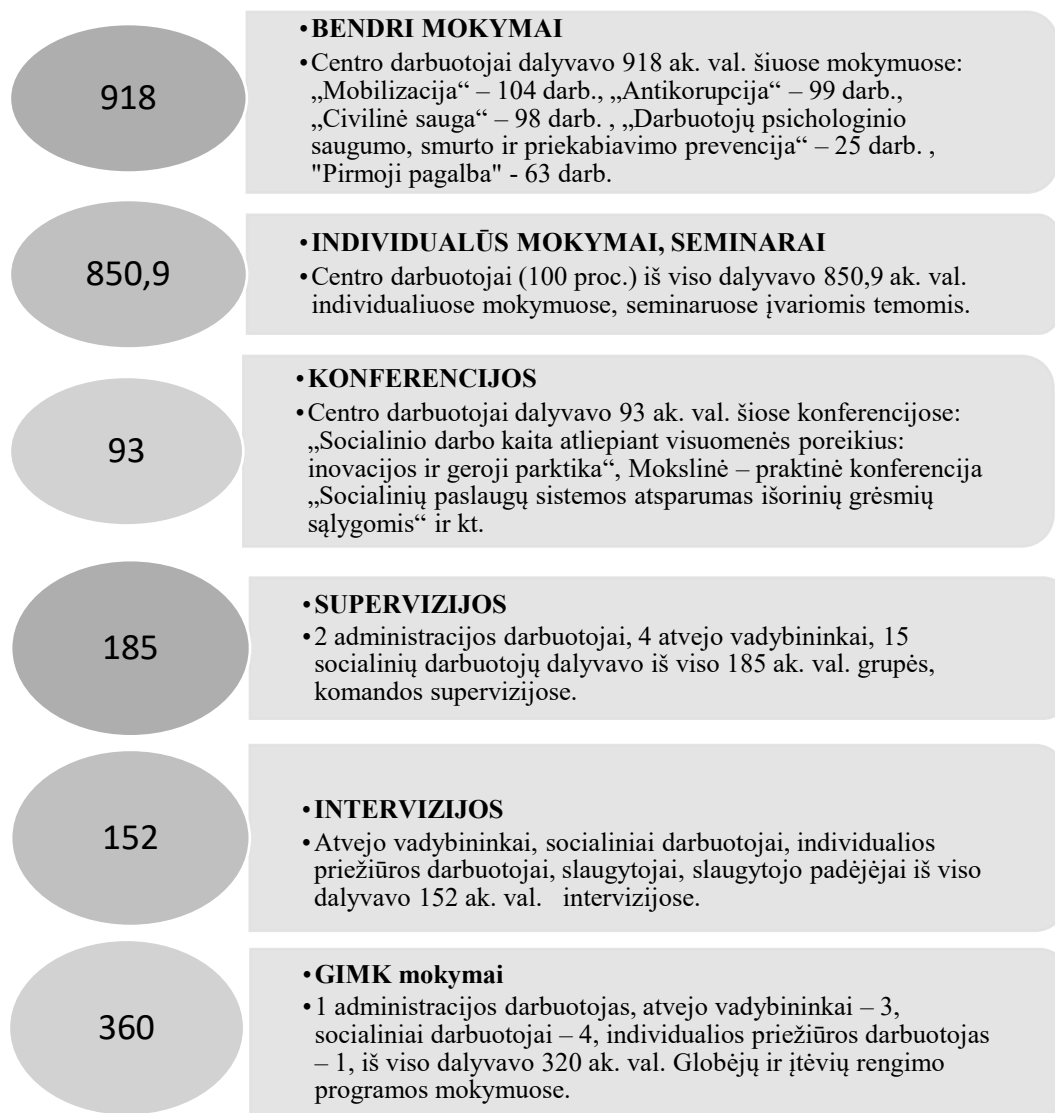 918
•BENDRI MOKYMAI
•Centro darbuotojai dalyvavo 918 ak. val. šiuose mokymuose:
„Mobilizacija“ – 104 darb., „Antikorupcija“ – 99 darb.,
„Civilinė sauga“ – 98 darb. , „Darbuotojų psichologinio
saugumo, smurto ir priekabiavimo prevencija“ – 25 darb. ,
"Pirmoji pagalba" - 63 darb.
850,9
•INDIVIDUALŪS MOKYMAI, SEMINARAI
•Centro darbuotojai (100 proc.) iš viso dalyvavo 850,9 ak. val.
individualiuose mokymuose, seminaruose įvariomis temomis.
93
•KONFERENCIJOS
•Centro darbuotojai dalyvavo 93 ak. val. šiose konferencijose:
„Socialinio darbo kaita atliepiant visuomenės poreikius:
inovacijos ir geroji parktika“, Mokslinė – praktinė konferencija
„Socialinių paslaugų sistemos atsparumas išorinių grėsmių
sąlygomis“ ir kt.
185
•SUPERVIZIJOS
•2 administracijos darbuotojai, 4 atvejo vadybininkai, 15
socialinių darbuotojų dalyvavo iš viso 185 ak. val. grupės,
komandos supervizijose.
152
•INTERVIZIJOS
•Atvejo vadybininkai, socialiniai darbuotojai, individualios
priežiūros darbuotojai, slaugytojai, slaugytojo padėjėjai iš viso
dalyvavo 152 ak. val. intervizijose.
360
•GIMK mokymai
•1 administracijos darbuotojas, atvejo vadybininkai – 3,
socialiniai darbuotojai – 4, individualios priežiūros darbuotojas
– 1, iš viso dalyvavo 320 ak. val. Globėjų ir įtėvių rengimo
programos mokymuose.